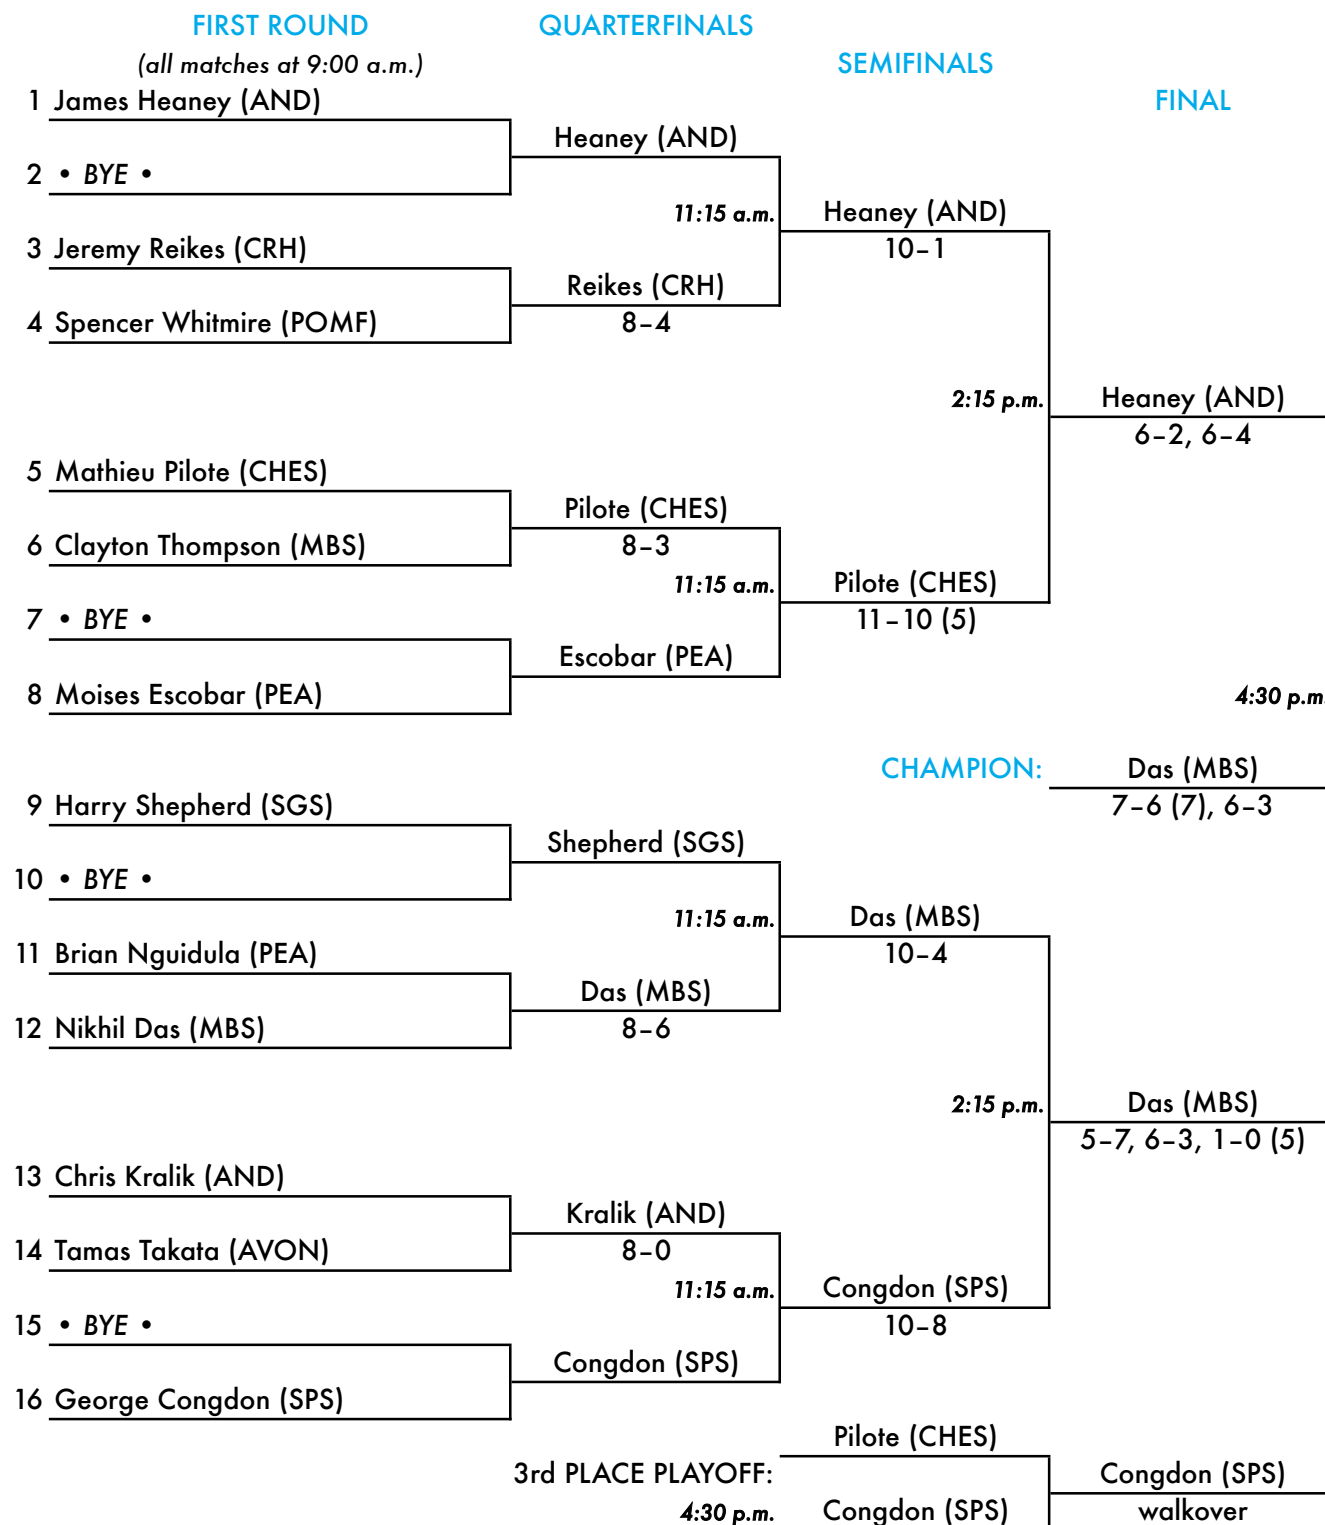 FIRST ROUND QUARTERFINALS
(all matches at 9:00 a.m.) SEMIFINALS
1 James Heaney (AND) FINAL
Heaney (AND)
2 • BYE •
11:15 a.m. Heaney (AND)
3 Jeremy Reikes (CRH) 10–1
Reikes (CRH)
4 Spencer Whitmire (POMF) 8–4
2:15 p.m. Heaney (AND)
6–2, 6–4
5 Mathieu Pilote (CHES)
Pilote (CHES)
6 Clayton Thompson (MBS) 8–3
11:15 a.m. Pilote (CHES)
7 • BYE • 11–10 (5)
Escobar (PEA)
8 Moises Escobar (PEA) 4:30 p.m.
CHAMPION: Das (MBS)
9 Harry Shepherd (SGS) 7–6 (7), 6–3
Shepherd (SGS)
10 • BYE •
11:15 a.m. Das (MBS)
11 Brian Nguidula (PEA) 10–4
Das (MBS)
12 Nikhil Das (MBS) 8–6
2:15 p.m. Das (MBS)
5–7, 6–3, 1–0 (5)
13 Chris Kralik (AND)
Kralik (AND)
14 Tamas Takata (AVON) 8–0
11:15 a.m. Congdon (SPS)
15 • BYE • 10–8
Congdon (SPS)
16 George Congdon (SPS)
Pilote (CHES)
3rd PLACE PLAYOFF: Congdon (SPS)
4:30 p.m. Congdon (SPS) walkover